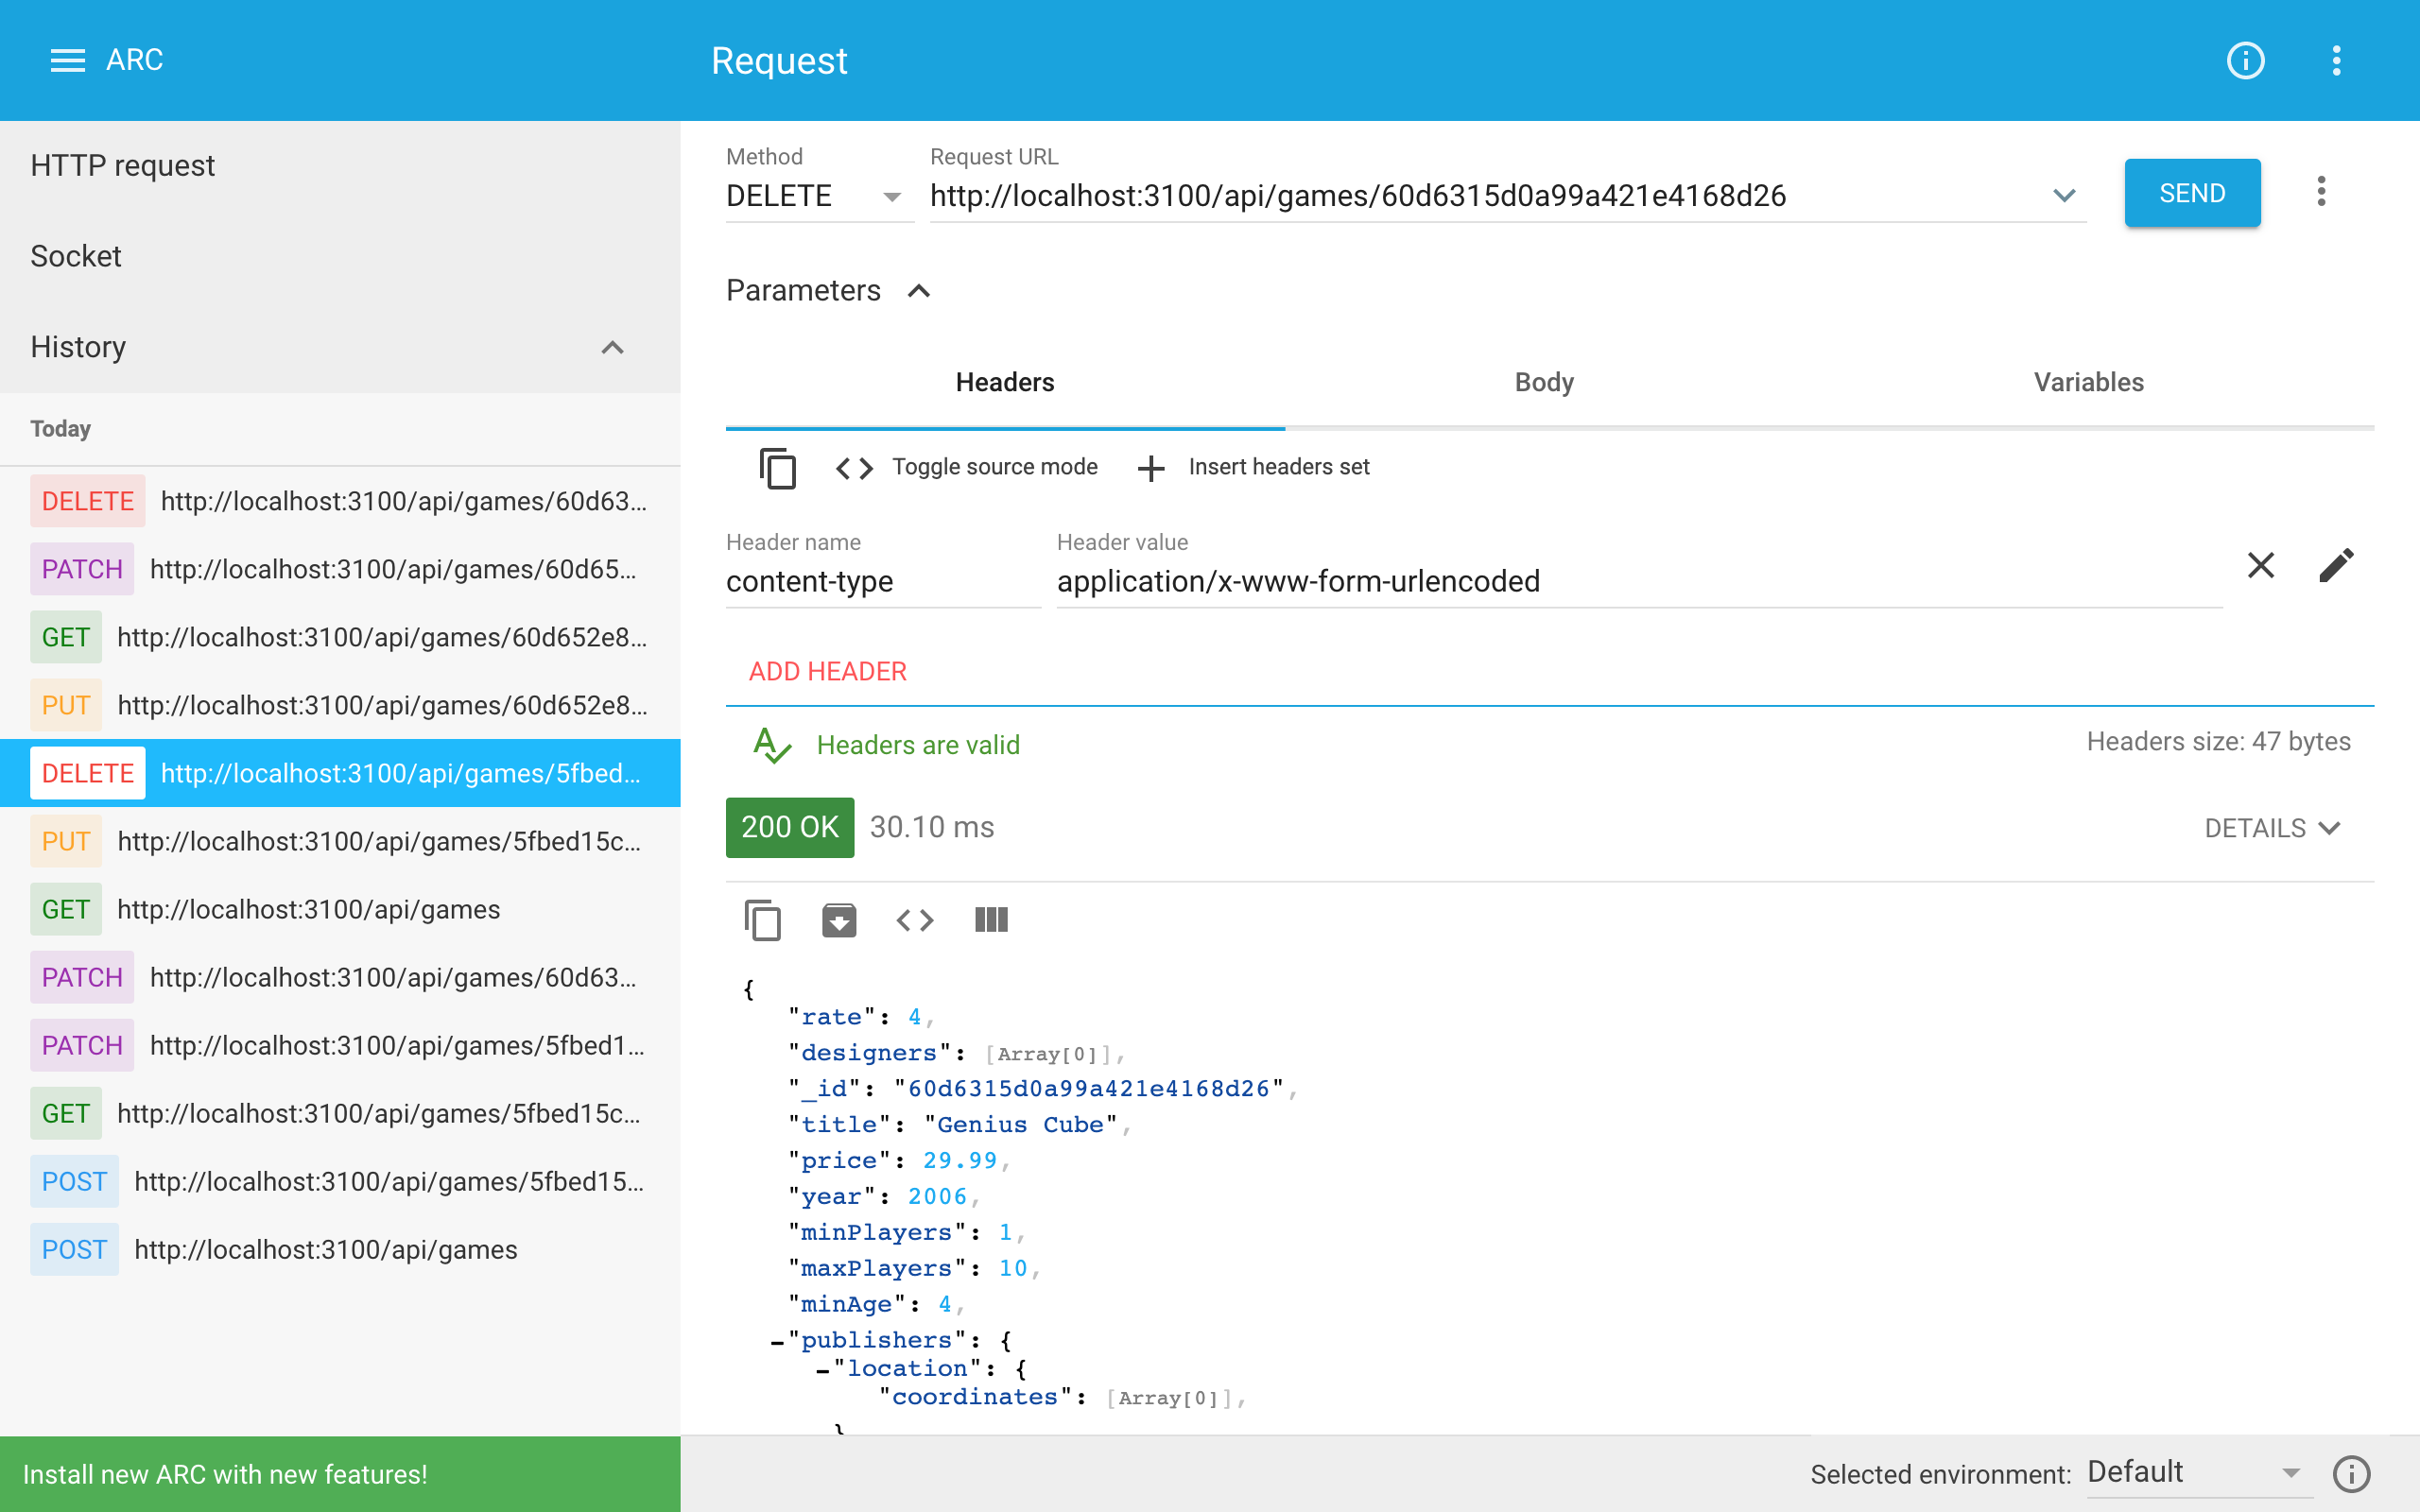 ARC
Request
HTTP request
Socket
History
Today
DELETE http://localhost:3100/api/games/60d63...
PATCH http://localhost:3100/api/games/60d65...
GET http://localhost:3100/api/games/60d652e8...
PUT http://localhost:3100/api/games/60d652e8...
DELETE http://localhost:3100/api/games/5fbed...
PUT http://localhost:3100/api/games/5fbed15c...
GET http://localhost:3100/api/games
PATCH http://localhost:3100/api/games/60d63...
PATCH http://localhost:3100/api/games/5fbed1...
GET http://localhost:3100/api/games/5fbed15c...
POST http://localhost:3100/api/games/5fbed15...
POST http://localhost:3100/api/games
Install new ARC with new features!
Method Request URL
DELETE http://localhost:3100/api/games/60d6315d0a99a421e4168d26 SEND
Parameters
Headers Body Variables
Toggle source mode Insert headers set
Header name Header value
content-type application/x-www-form-urlencoded
ADD HEADER
Headers are valid Headers size: 47 bytes
200 OK 30.10 ms DETAILS
{
"rate": 4,
"designers": [Array[0]],
"_id": "60d6315d0a99a421e4168d26",
"title": "Genius Cube",
"price": 29.99,
"year": 2006,
"minPlayers": 1,
"maxPlayers": 10,
"minAge": 4,
-"publishers": {
-"location": {
"coordinates": [Array[0]],
}
Selected environment: Default